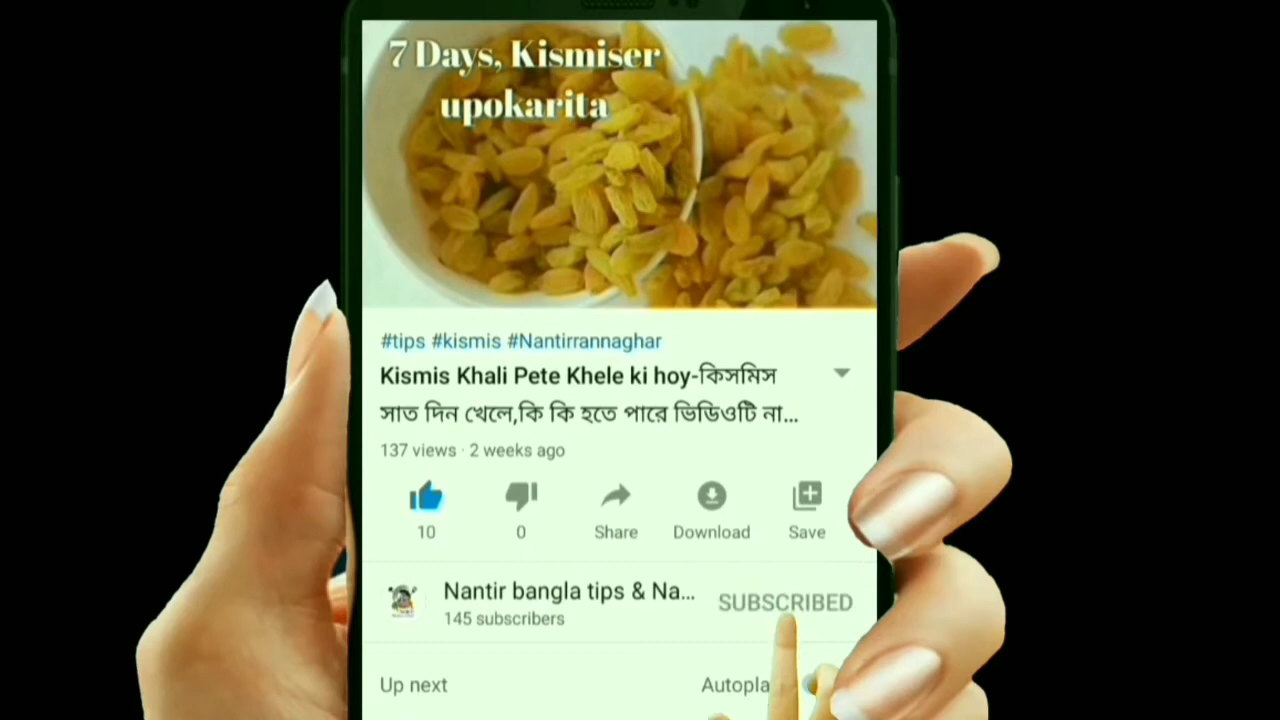 7 Days, Kismiser
upokarita
#tips #kismis #Nantirrannaghar
Kismis Khali Pete Khele ki hoy-কিসমিস
সাত দিন খেলে,কি কি হতে পারে ভিডিওটি না...
137 views · 2 weeks ago
10 0 Share Download Save
Nantir bangla tips & Na...
SUBSCRIBED
145 subscribers
Up next